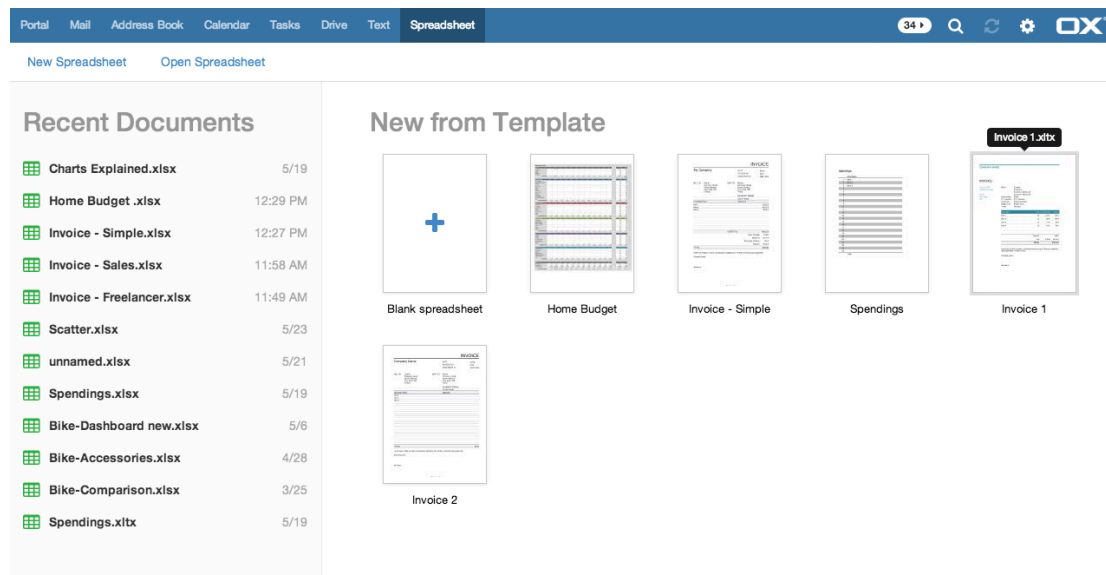 Portal Mail Address Book Calendar Tasks Drive Text Spreadsheet 34 OX
New Spreadsheet Open Spreadsheet
Recent Documents
Charts Explained.xlsx 5/19
Home Budget .xlsx 12:29 PM
Invoice - Simple.xlsx 12:27 PM
Invoice - Sales.xlsx 11:58 AM
Invoice - Freelancer.xlsx 11:49 AM
Scatter.xlsx 5/23
unnamed.xlsx 5/21
Spendings.xlsx 5/19
Bike-Dashboard new.xlsx 5/6
Bike-Accessories.xlsx 4/28
Bike-Comparison.xlsx 3/25
Spendings.xltx 5/19
New from Template
Invoice 1.xltx
INVOICE
Blank spreadsheet
Home Budget
Invoice - Simple
Spendings
Invoice 1
INVOICE
Invoice 2